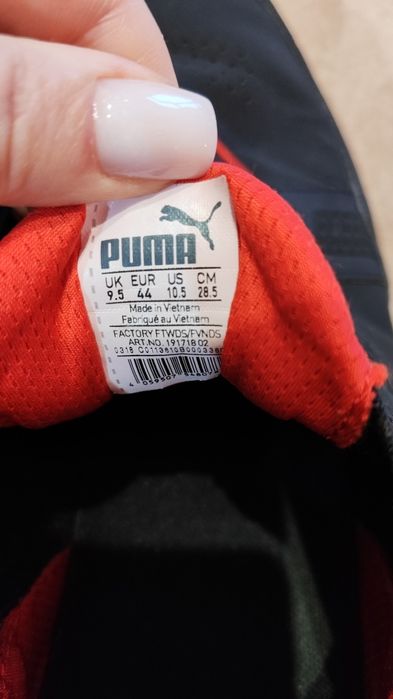 PUMA
UK EUR US CM
9.5 44 10.5 28.5
Made in Vietnam
Fabriqué au Vietnam
FACTORY FTWDS/FVNDS
ART.NO. 191718 02
0318